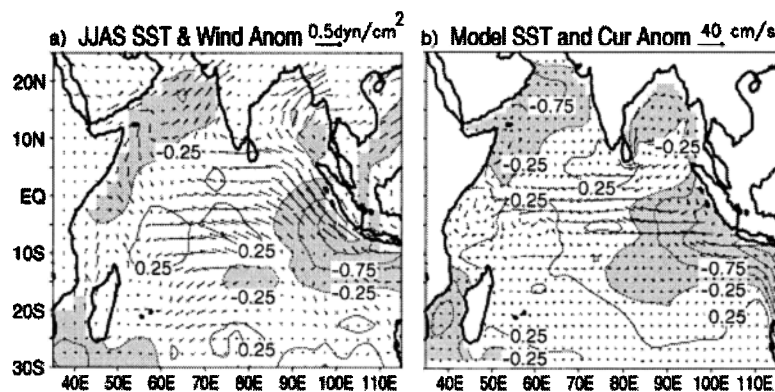 a) JJAS SST & Wind Anom 0.5dyn/cm²
b) Model SST and Cur Anom 40 cm/s
20N
10N
EQ
10S
20S
30S
-0.25
0.25
0.25
0.25
-0.75
-0.25
-0.25
0.25
-0.75
-0.25
-0.25
0.25
-0.75
-0.25
0.25
0.25
-0.25
40E 50E 60E 70E 80E 90E 100E 110E
40E 50E 60E 70E 80E 90E 100E 110E